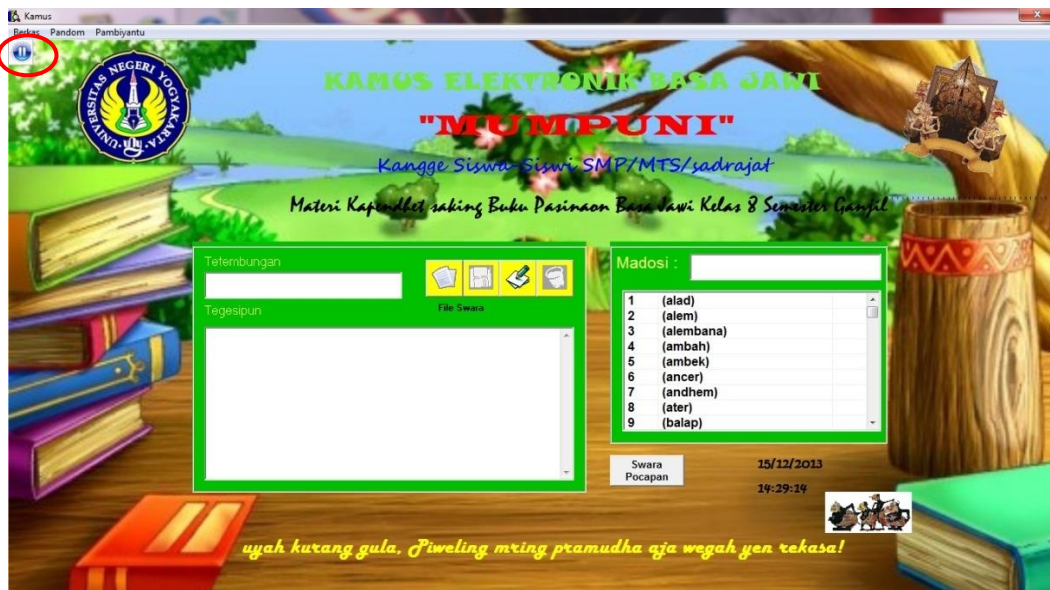 Kamus
Berkas Pandom Pambiyantu
UNIVERSITAS NEGERI YOGYAKARTA
KAMUS ELEKTRONIK BASA JAWI
"MUMPUNI"
Kangge Siswa-Siswi SMP/MTS/sadrajat
Materi Kapendhet saking Buku Pasinaon Basa Jawi Kelas 8 Semester Ganjil
Tetembungan
File Swara
Tegesipun
Madosi :
1 (alad)
2 (alem)
3 (alembana)
4 (ambah)
5 (ambek)
6 (ancer)
7 (andhem)
8 (ater)
9 (balap)
Swara
Pocapan
15/12/2013
14:29:14
uyah kurang gula, Piweling mring pramudha aja wegah yen rekasa!